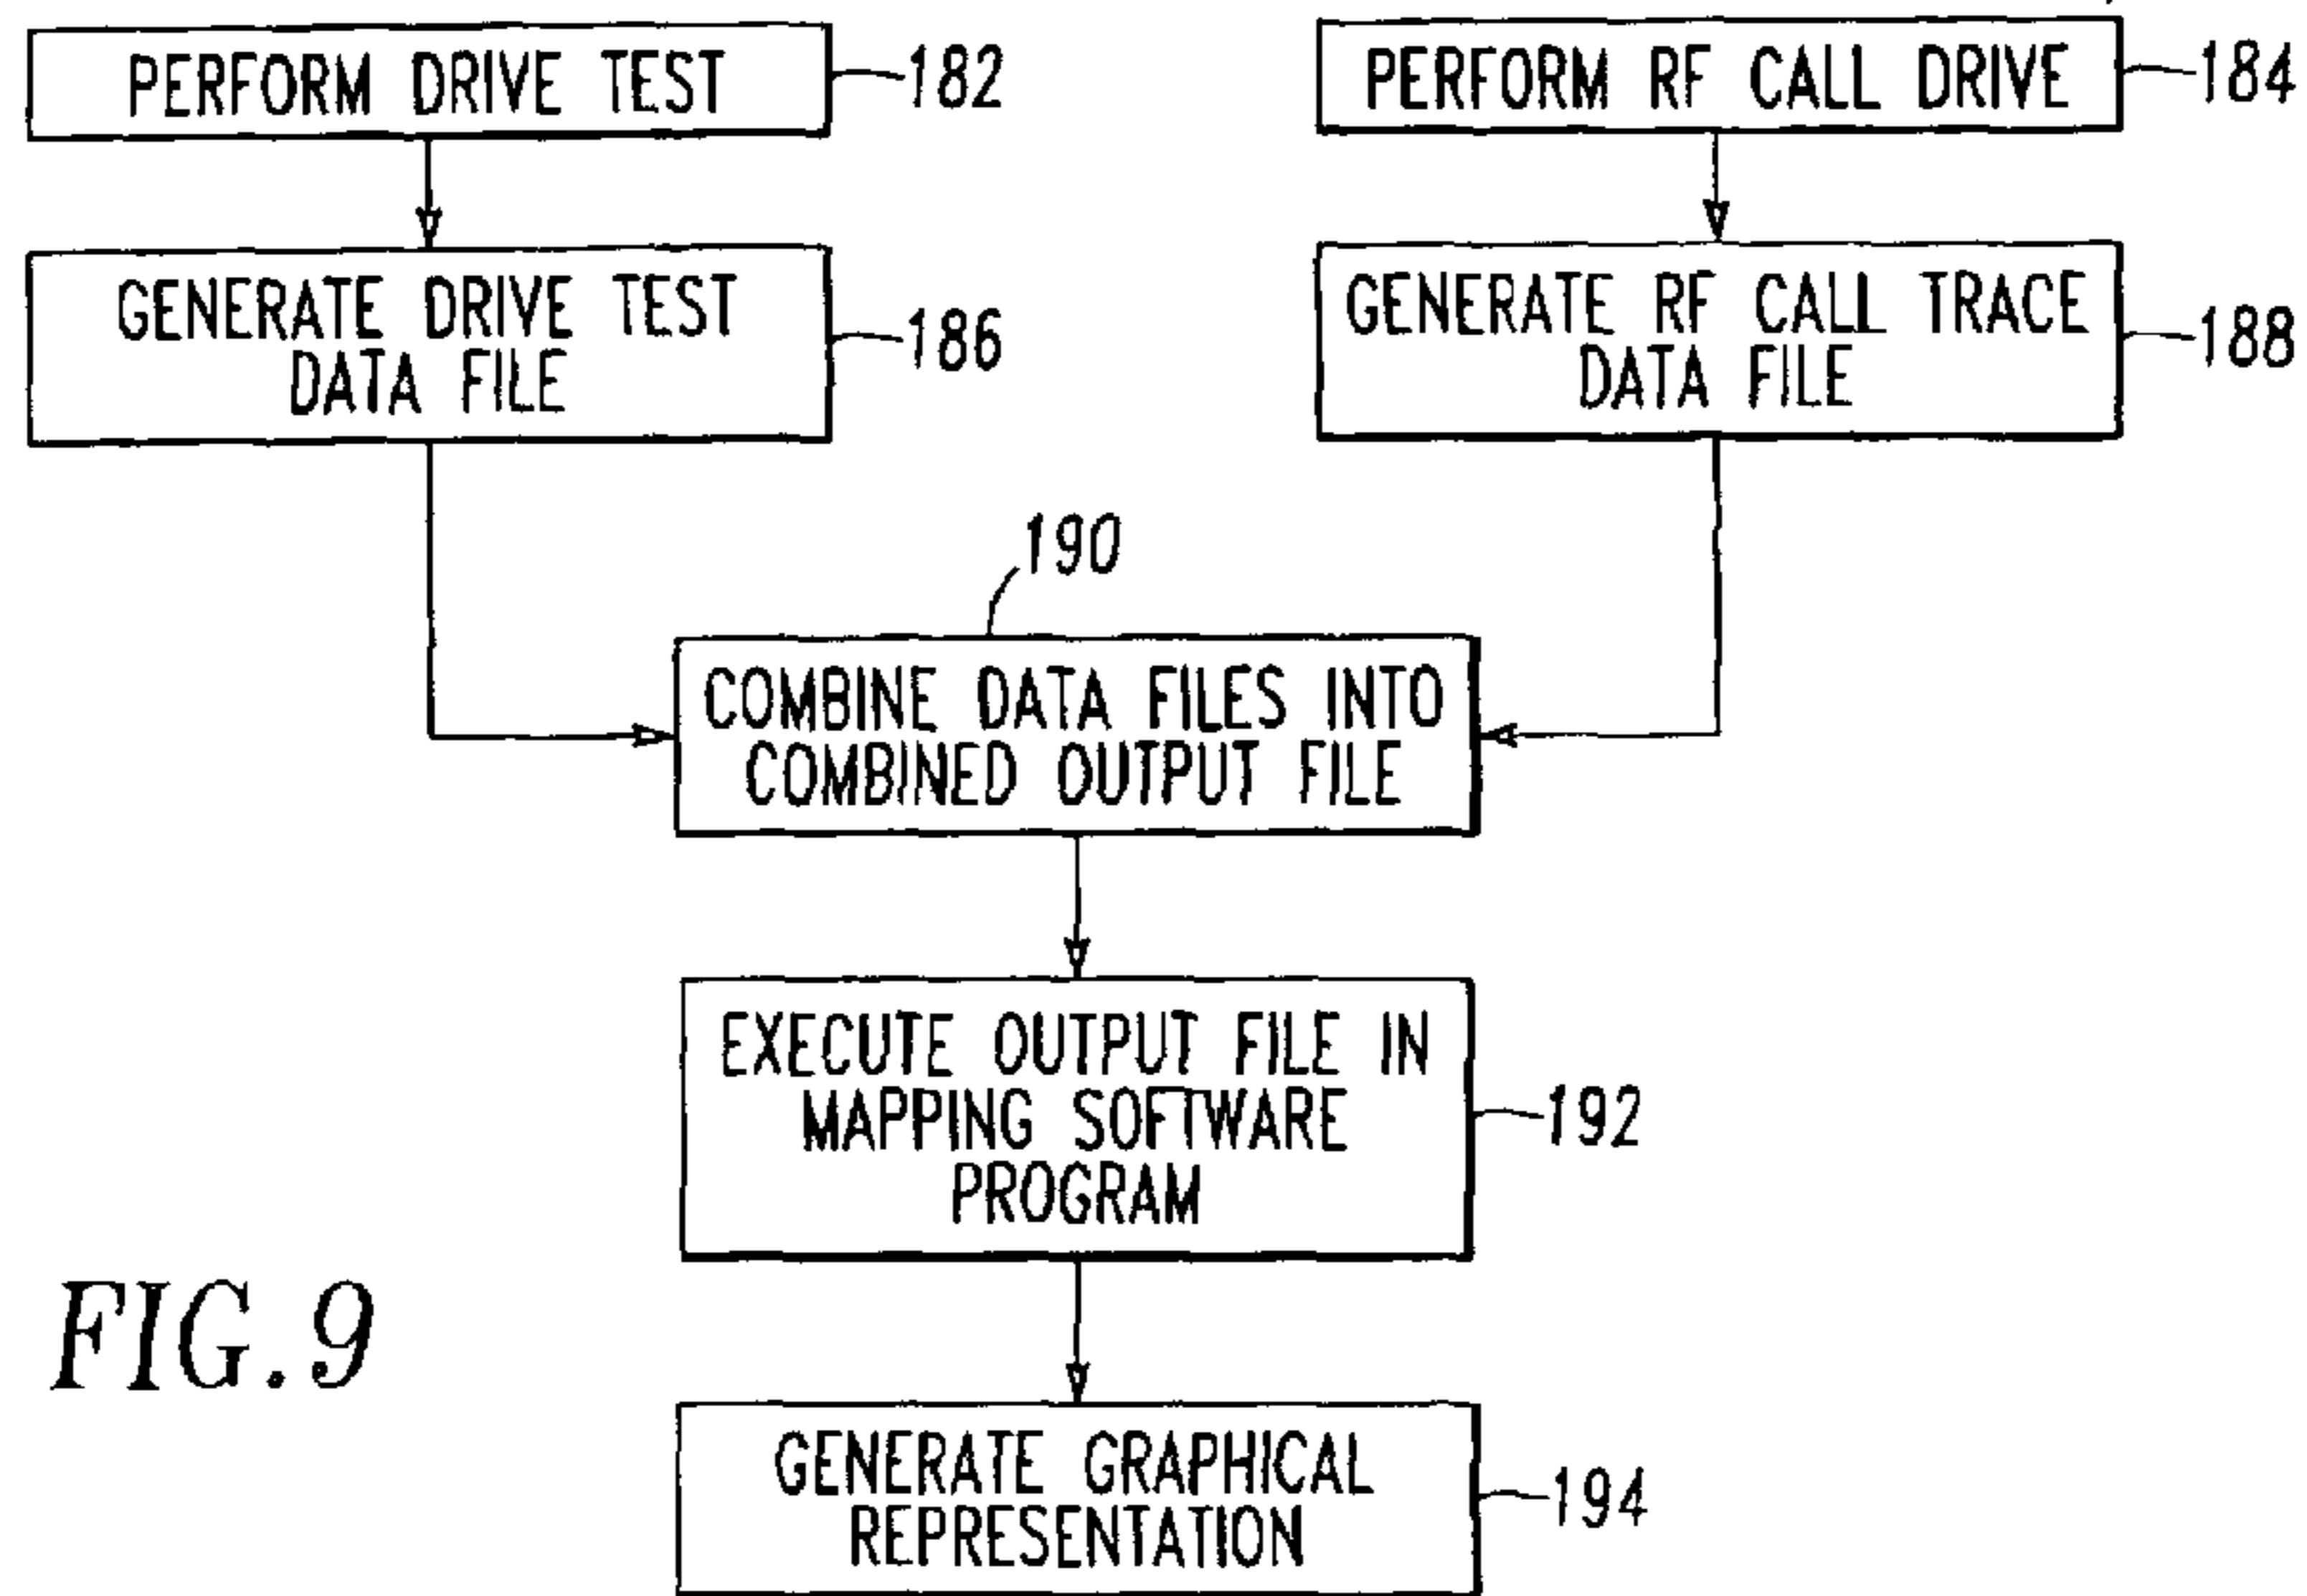 PERFORM DRIVE TEST
182
PERFORM RF CALL DRIVE
184
GENERATE DRIVE TEST
DATA FILE
186
GENERATE RF CALL TRACE
DATA FILE
188
190
COMBINE DATA FILES INTO
COMBINED OUTPUT FILE
EXECUTE OUTPUT FILE IN
MAPPING SOFTWARE
PROGRAM
192
FIG.9
GENERATE GRAPHICAL
REPRESENTATION
194